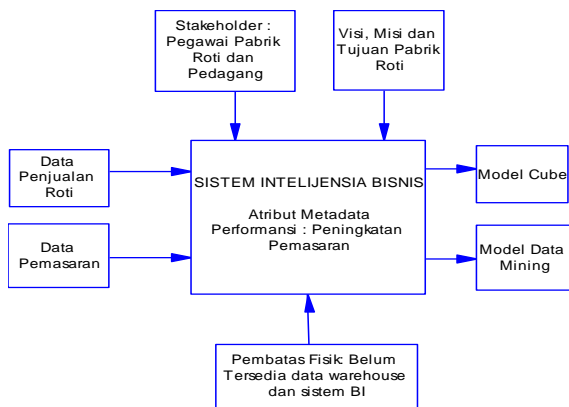 Stakeholder :
Pegawai Pabrik
Roti dan
Pedagang
Visi, Misi dan
Tujuan Pabrik
Roti
Data
Penjualan Roti
Data
Pemasaran
SISTEM INTELIJENSIA BISNIS
Atribut Metadata
Performansi : Peningkatan
Pemasaran
Model Cube
Model Data
Mining
Pembatas Fisik: Belum
Tersedia data warehouse
dan sistem BI